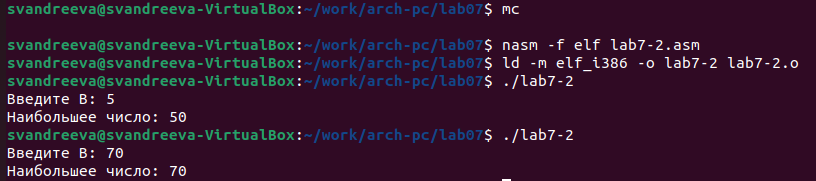 svandreeva@svandreeva-VirtualBox:~/work/arch-pc/lab07$ mc
svandreeva@svandreeva-VirtualBox:~/work/arch-pc/lab07$ nasm -f elf lab7-2.asm
svandreeva@svandreeva-VirtualBox:~/work/arch-pc/lab07$ ld -m elf_i386 -o lab7-2 lab7-2.o
svandreeva@svandreeva-VirtualBox:~/work/arch-pc/lab07$ ./lab7-2
Введите В: 5
Наибольшее число: 50
svandreeva@svandreeva-VirtualBox:~/work/arch-pc/lab07$ ./lab7-2
Введите В: 70
Наибольшее число: 70